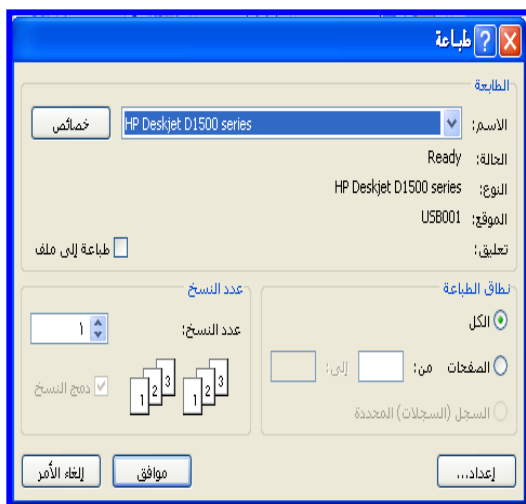 طباعة
الطابعة
الاسم: HP Deskjet D1500 series خصائص
الحالة: Ready
النوع: HP Deskjet D1500 series
الموقع: USB001
تعليق: طباعة إلى ملف
نطاق الطباعة
الكل
الصفحات من: إلى:
السجل (السجلات) المحددة
عدد النسخ
عدد النسخ: ١
1 2 3 1 2 3
دمج النسخ
إعداد...
موافق
إلغاء الأمر